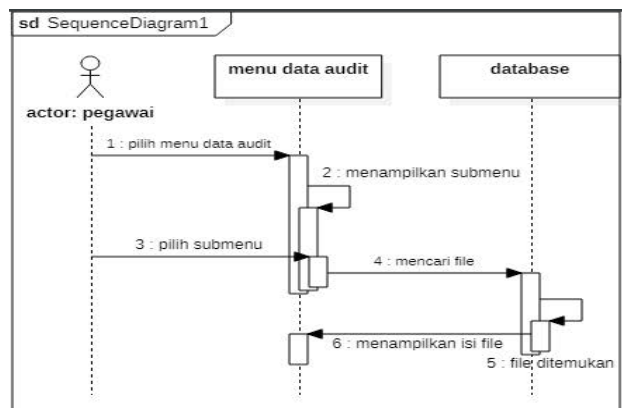 sd SequenceDiagram1
actor: pegawai
menu data audit
database
1 : pilih menu data audit
2 : menampilkan submenu
3 : pilih submenu
4 : mencari file
6 : menampilkan isi file
5 : file ditemukan